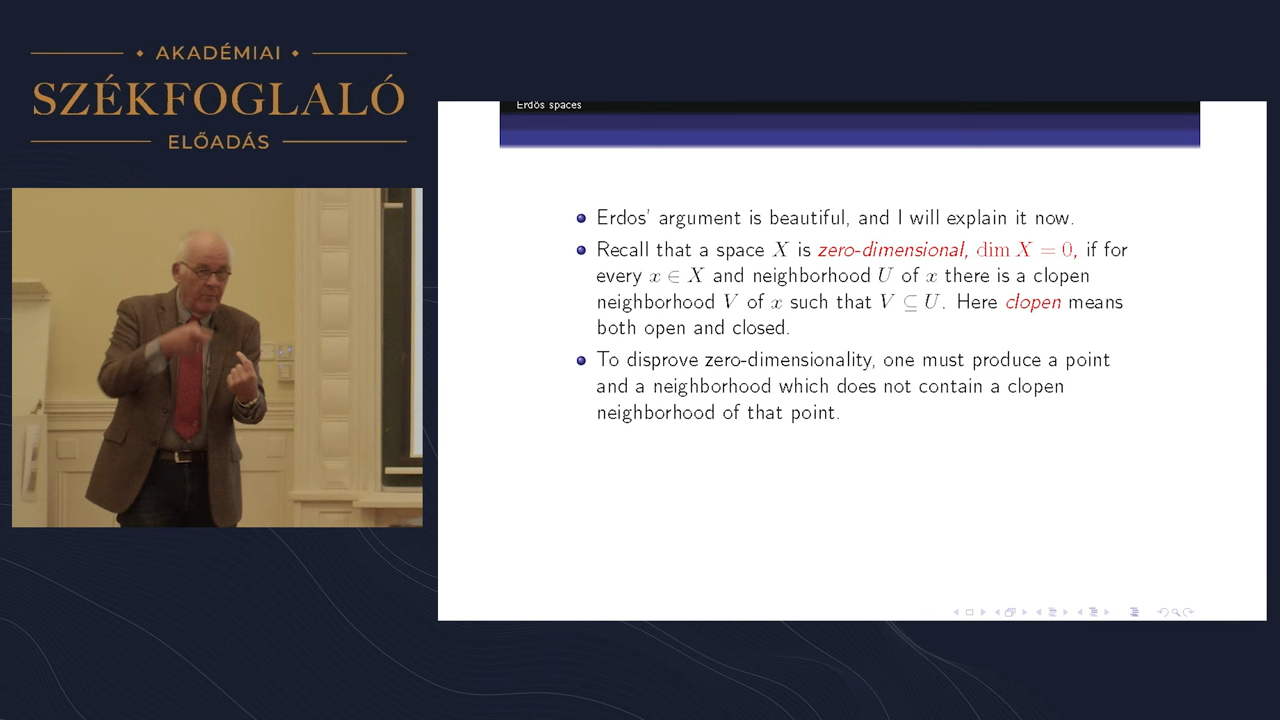 AKADÉMIAI
SZÉKFOGLALÓ
ELŐADÁS
Erdős spaces
Erdos' argument is beautiful, and I will explain it now.
Recall that a space X is zero-dimensional, dim X = 0, if for
every x ∈ X and neighborhood U of x there is a clopen
neighborhood V of x such that V ⊆ U. Here clopen means
both open and closed.
To disprove zero-dimensionality, one must produce a point
and a neighborhood which does not contain a clopen
neighborhood of that point.